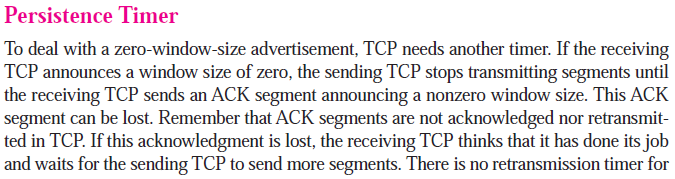 Persistence Timer
To deal with a zero-window-size advertisement, TCP needs another timer. If the receiving
TCP announces a window size of zero, the sending TCP stops transmitting segments until
the receiving TCP sends an ACK segment announcing a nonzero window size. This ACK
segment can be lost. Remember that ACK segments are not acknowledged nor retransmit-
ted in TCP. If this acknowledgment is lost, the receiving TCP thinks that it has done its job
and waits for the sending TCP to send more segments. There is no retransmission timer for